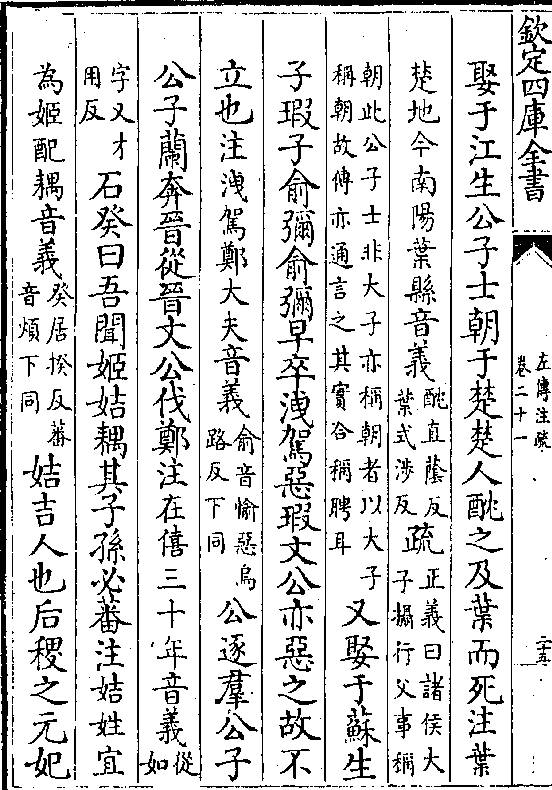 欽定四庫全書
左傳注疏
卷二十一
二十五
娶于江生公子士朝于楚楚人酖之及葉而死注葉
楚地今南陽葉縣音義
酖直蔭反
葉式涉反
疏
正義曰諸侯大
子攝行父事稱
朝此公子士非大子亦稱朝者以大子
稱朝故傳亦通言之其實合稱聘耳
又娶于蘇生
子瑕子俞彌俞彌早卒洩駕惡瑕文公亦惡之故不
立也注洩駕鄭大夫音義
俞音愉惡烏
路反下同
公逐羣公子
公子蘭奔晉從晉文公伐鄭注在僖三十年音義
從
如
字又才
用反
石癸曰吾聞姬姞耦其子孫必蕃注姞姓宜
為姬配耦音義
癸居揆反蕃
音煩下同
姞吉人也后稷之元妃